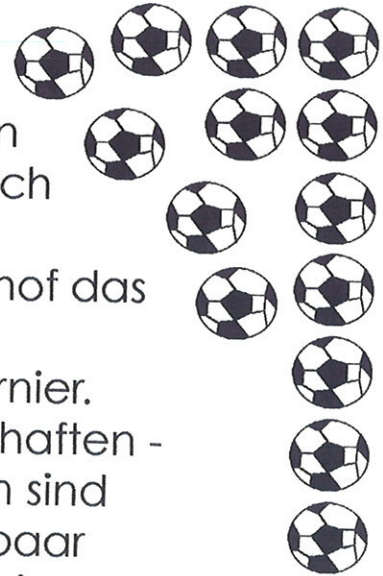 n
ch
hof das
rnier.
haften -
n sind
paar